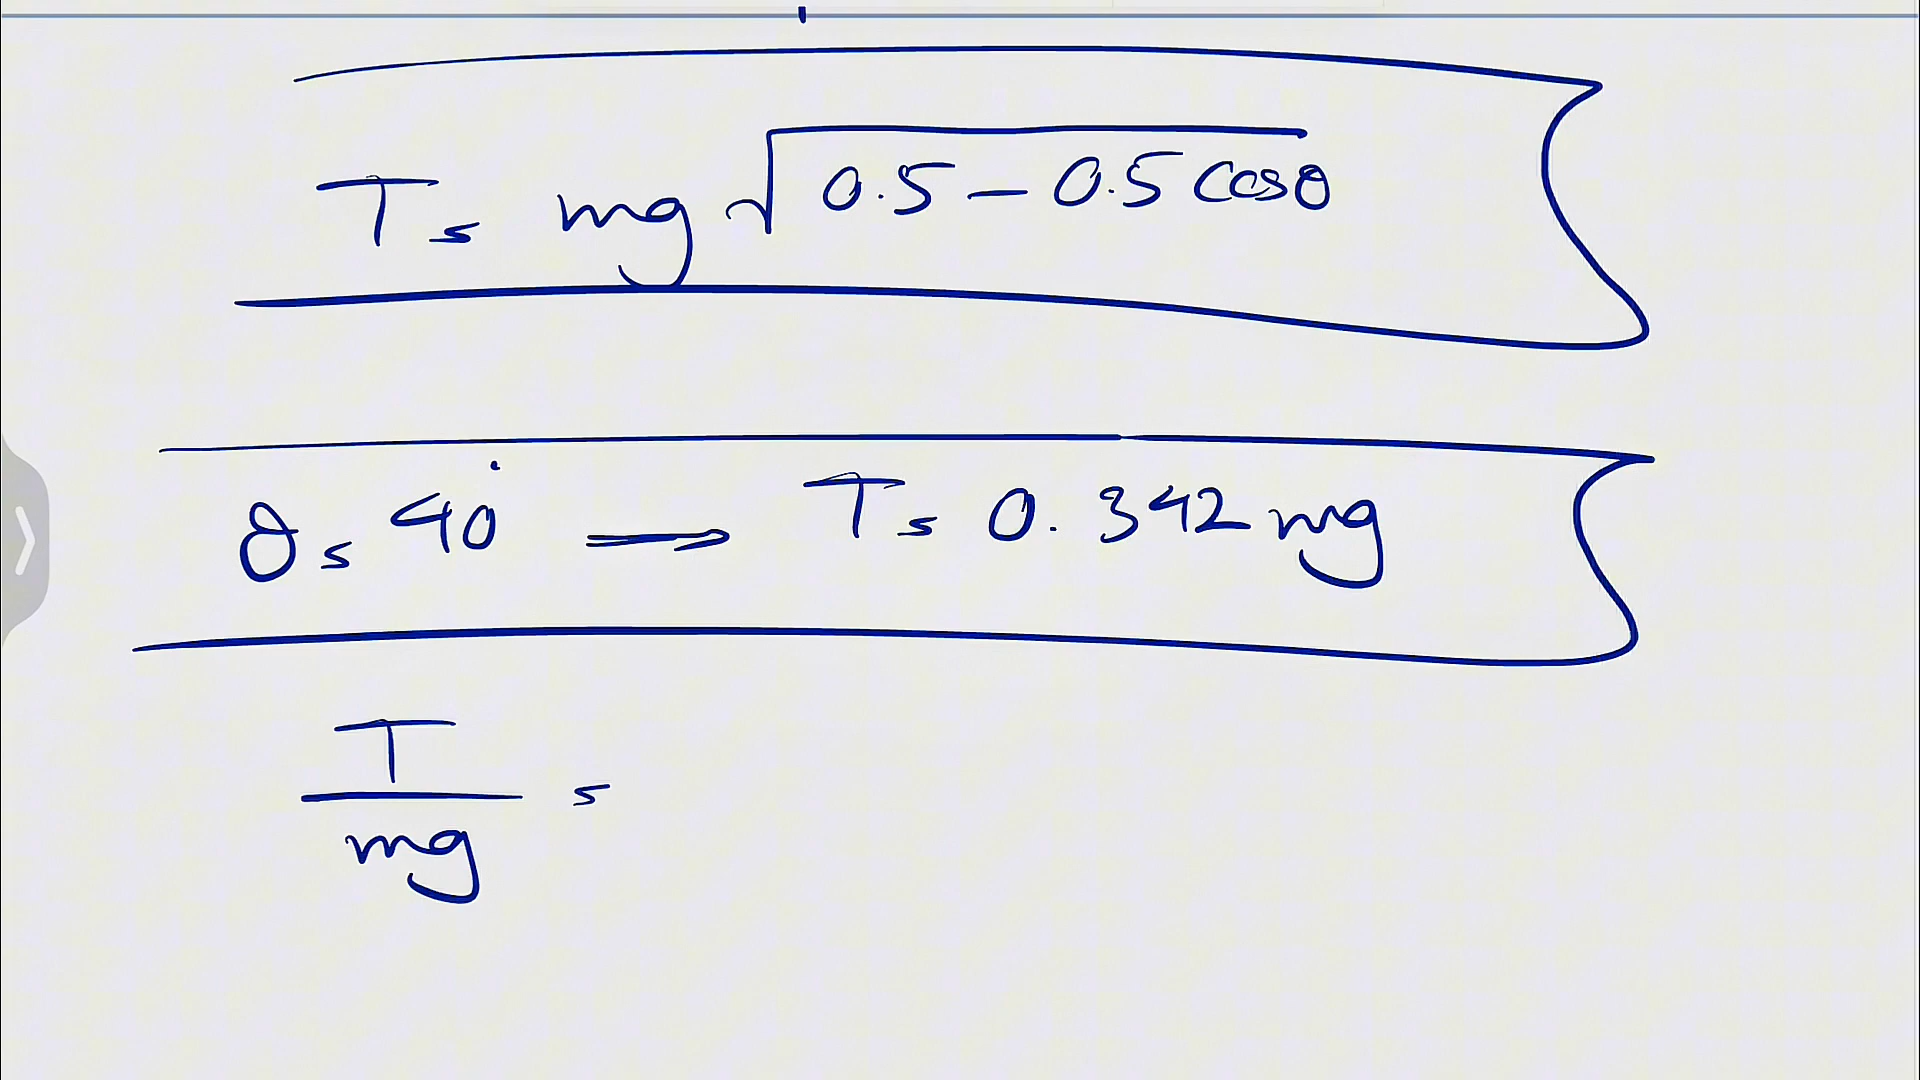 T = mg √0.5 - 0.5 cosθ
θ = 40° → T = 0.342 mg
T/mg =